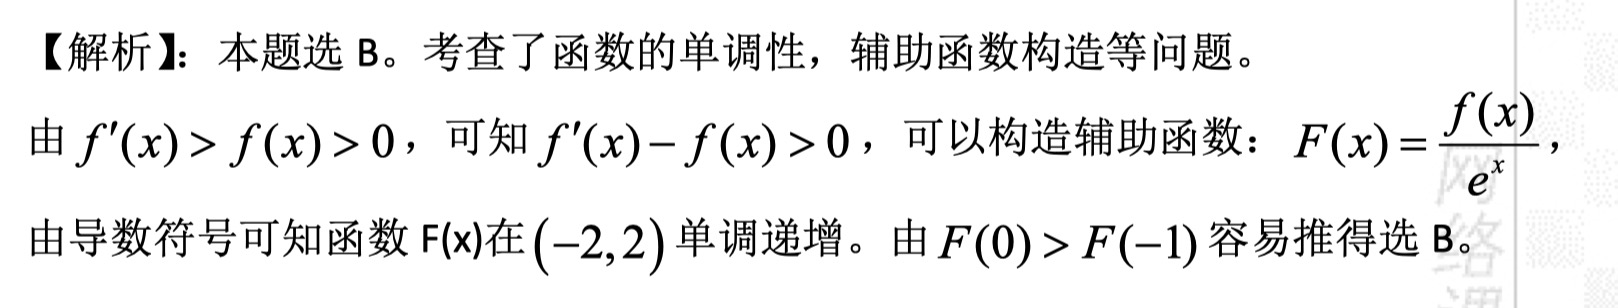 【解析】：本题选 B。考查了函数的单调性，辅助函数构造等问题。
由 f′(x) > f(x) > 0，可知 f′(x) − f(x) > 0，可以构造辅助函数：F(x) = f(x)/e^x，
由导数符号可知函数 F(x)在(−2,2)单调递增。由 F(0) > F(−1) 容易推得选 B。
网络